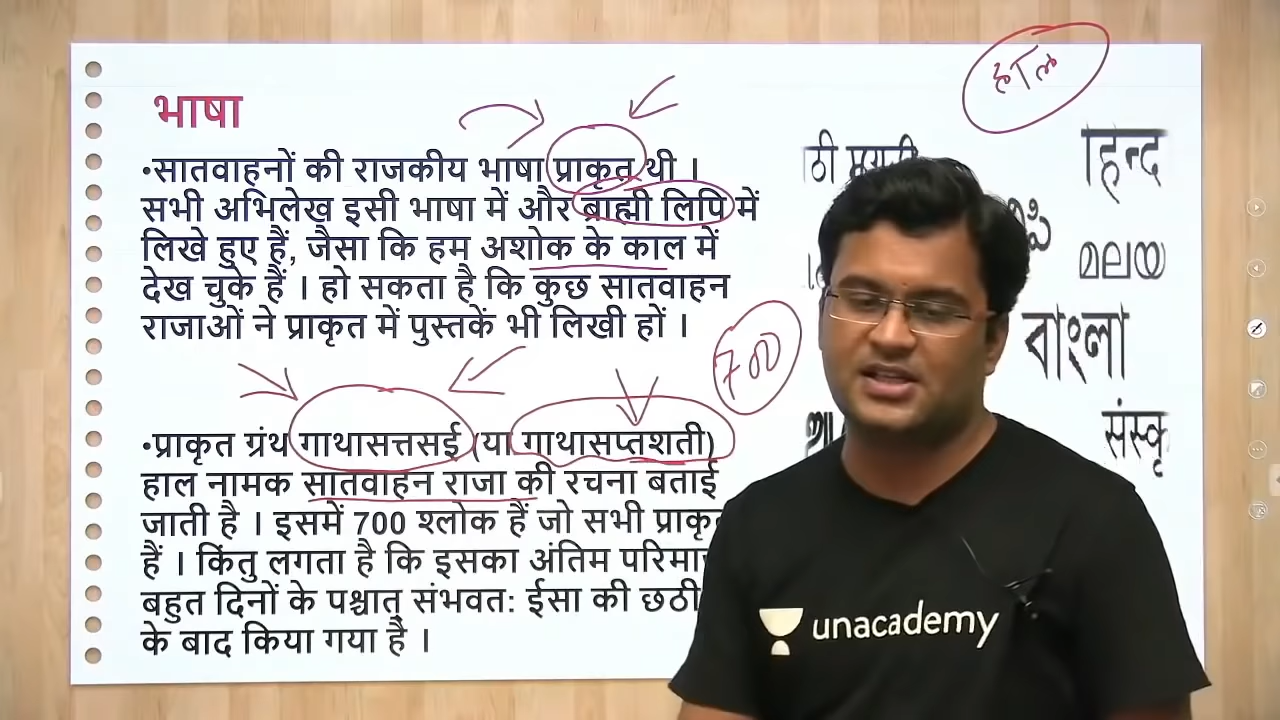 हाल
भाषा
•सातवाहनों की राजकीय भाषा प्राकृत थी ।
सभी अभिलेख इसी भाषा में और ब्राह्मी लिपि में
लिखे हुए हैं, जैसा कि हम अशोक के काल में
देख चुके हैं । हो सकता है कि कुछ सातवाहन
राजाओं ने प्राकृत में पुस्तकें भी लिखी हों ।
700
•प्राकृत ग्रंथ गाथासत्तसई (या गाथासप्तशती)
हाल नामक सातवाहन राजा की रचना बताई
जाती है । इसमें 700 श्लोक हैं जो सभी
हैं । किंतु लगता है कि इसका अंतिम
बहुत दिनों के पश्चात् संभवत: ईसा की छठी
के बाद किया गया है ।
हिन्द
മലയ
বাংলা
संस्कृ
unacademy